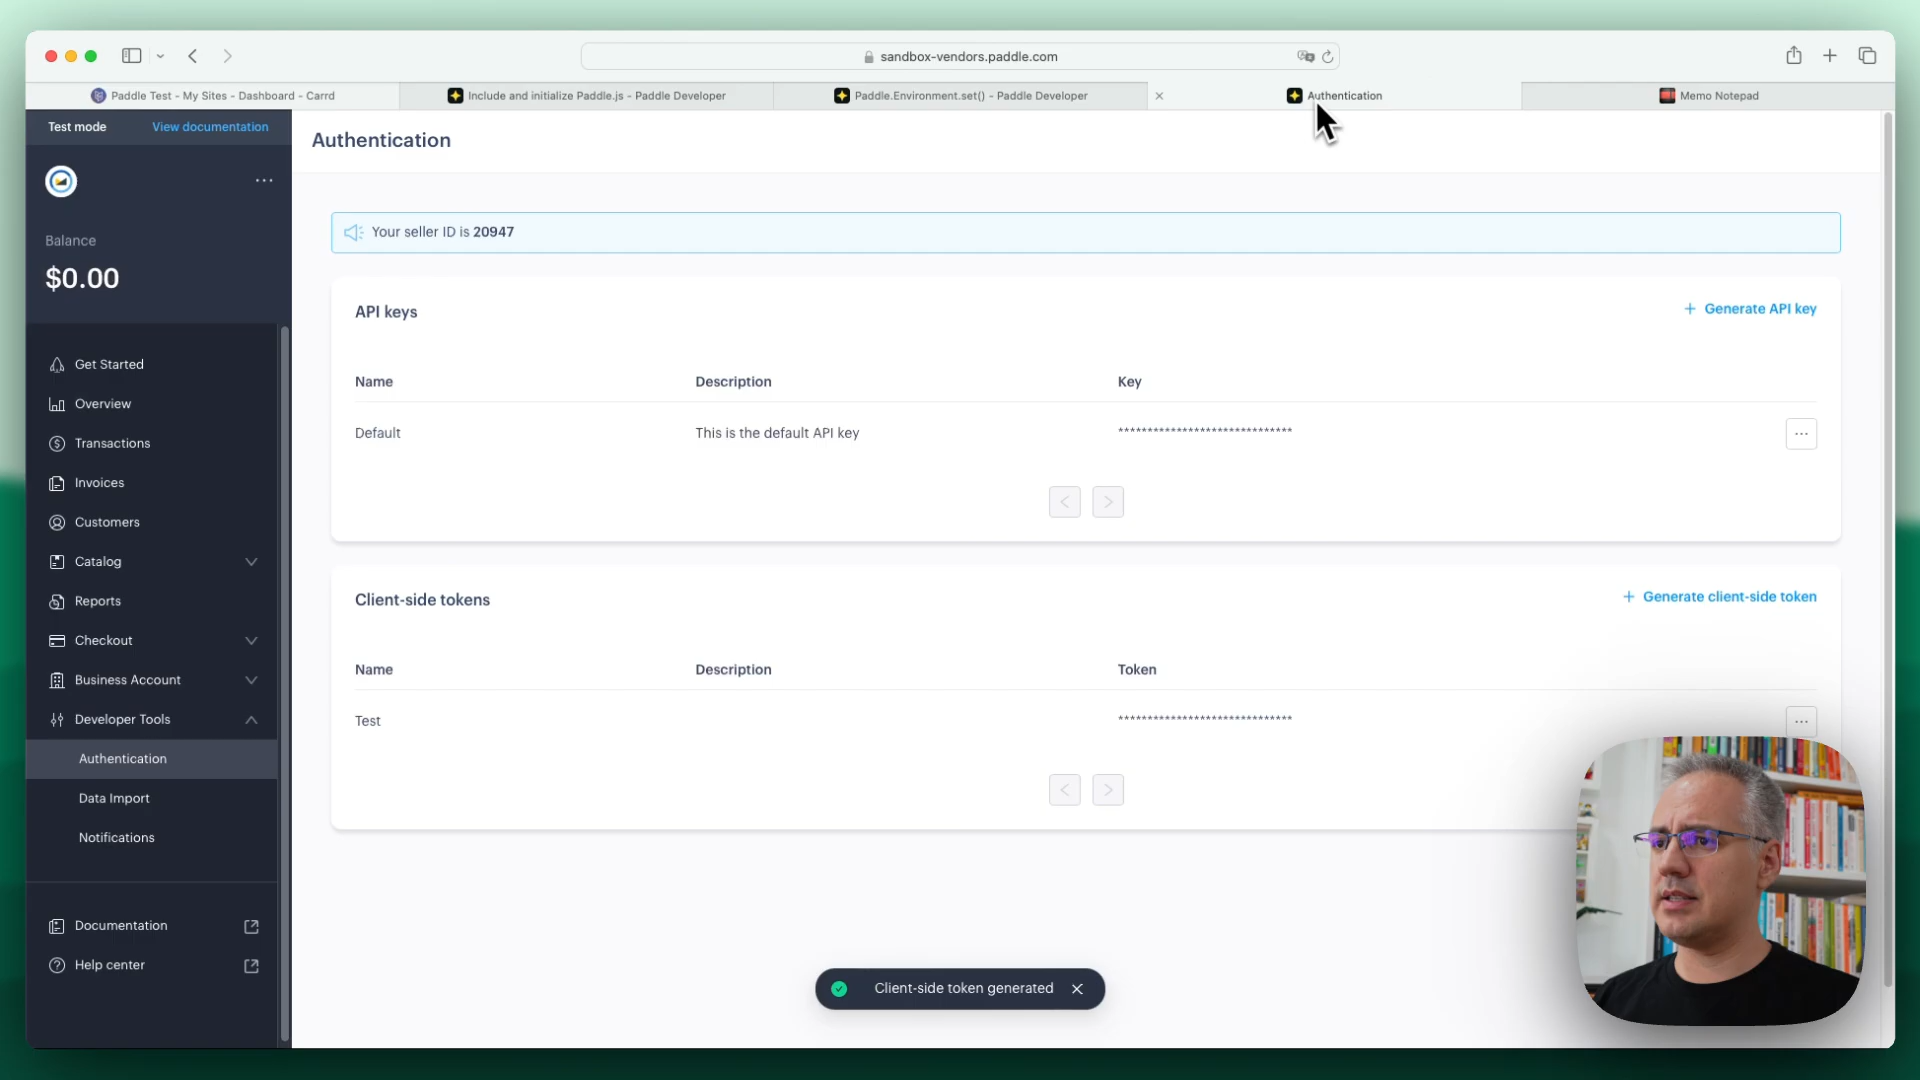 sandbox-vendors.paddle.com
Paddle Test - My Sites - Dashboard - Carrd
Include and initialize Paddle.js - Paddle Developer
Paddle.Environment.set() - Paddle Developer
Authentication
Memo Notepad
Test mode
View documentation
Authentication
Balance
$0.00
Your seller ID is 20947
Get Started
Overview
Transactions
Invoices
Customers
Catalog
Reports
Checkout
Business Account
Developer Tools
Authentication
Data Import
Notifications
Documentation
Help center
API keys
+ Generate API key
Name Description Key
Default This is the default API key ******************************
Client-side tokens
+ Generate client-side token
Name Description Token
Test ******************************
Client-side token generated